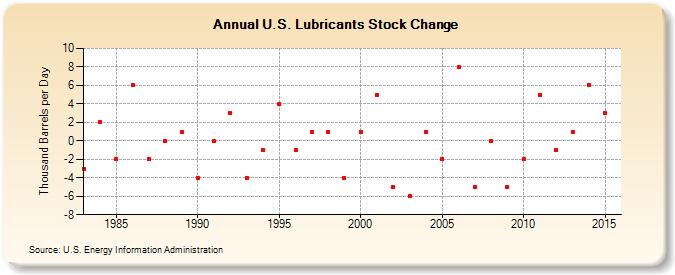 Annual U.S. Lubricants Stock Change
Thousand Barrels per Day
10
8
6
4
2
0
-2
-4
-6
-8
1985 1990 1995 2000 2005 2010 2015
Source: U.S. Energy Information Administration